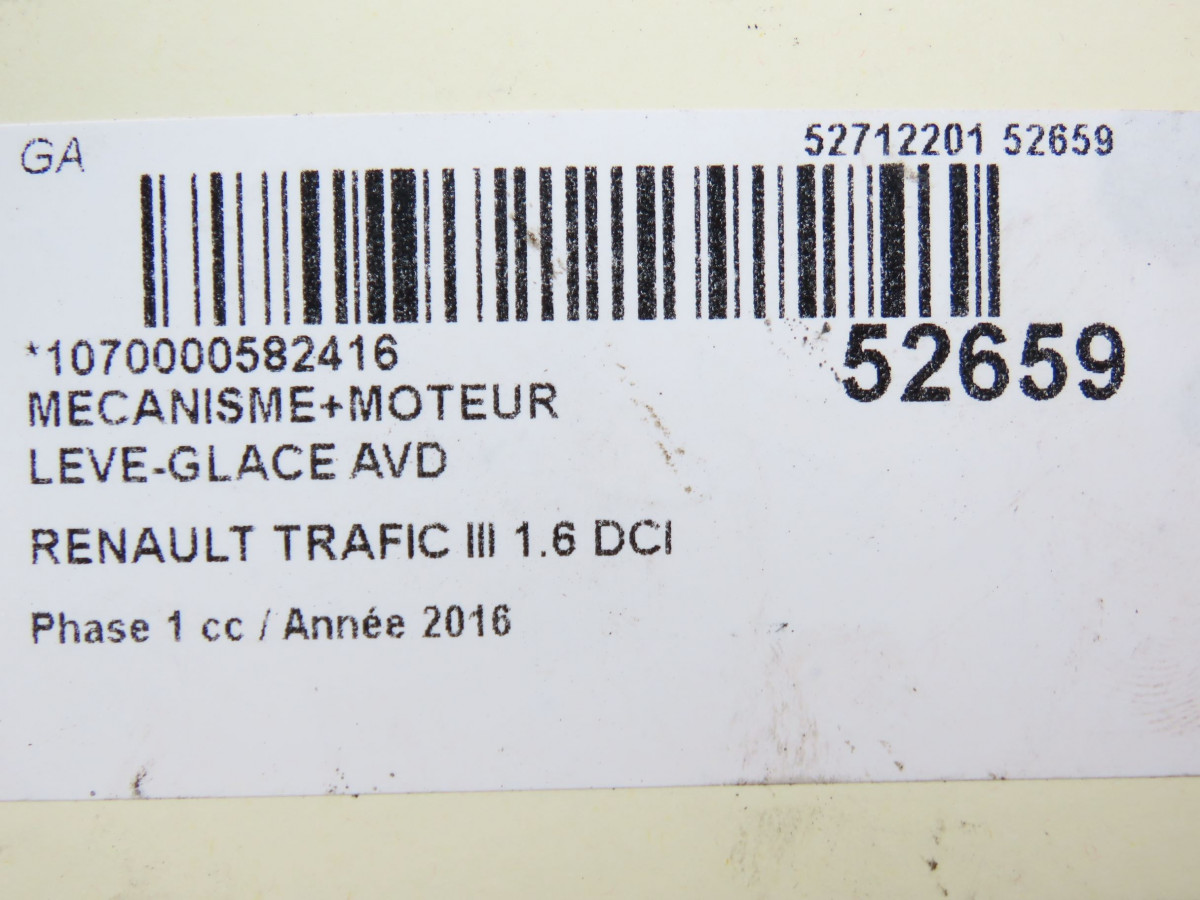 GA
52712201 52659
*1070000582416
52659
MECANISME+MOTEUR
LEVE-GLACE AVD
RENAULT TRAFIC III 1.6 DCI
Phase 1 cc / Année 2016